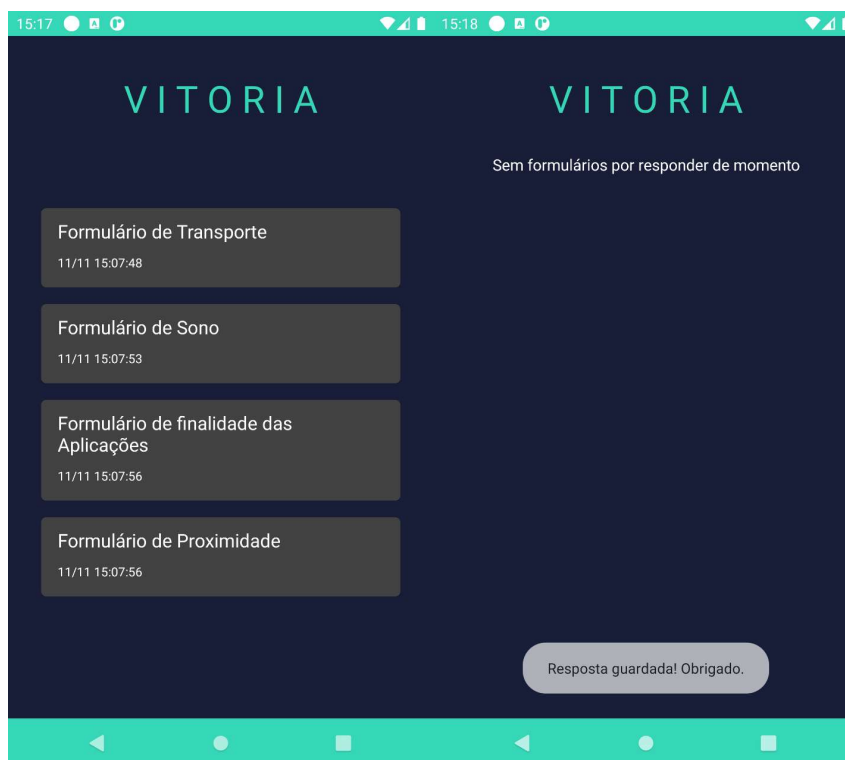 15:17
VITORIA
Formulário de Transporte
11/11 15:07:48
Formulário de Sono
11/11 15:07:53
Formulário de finalidade das
Aplicações
11/11 15:07:56
Formulário de Proximidade
11/11 15:07:56
15:18
VITORIA
Sem formulários por responder de momento
Resposta guardada! Obrigado.